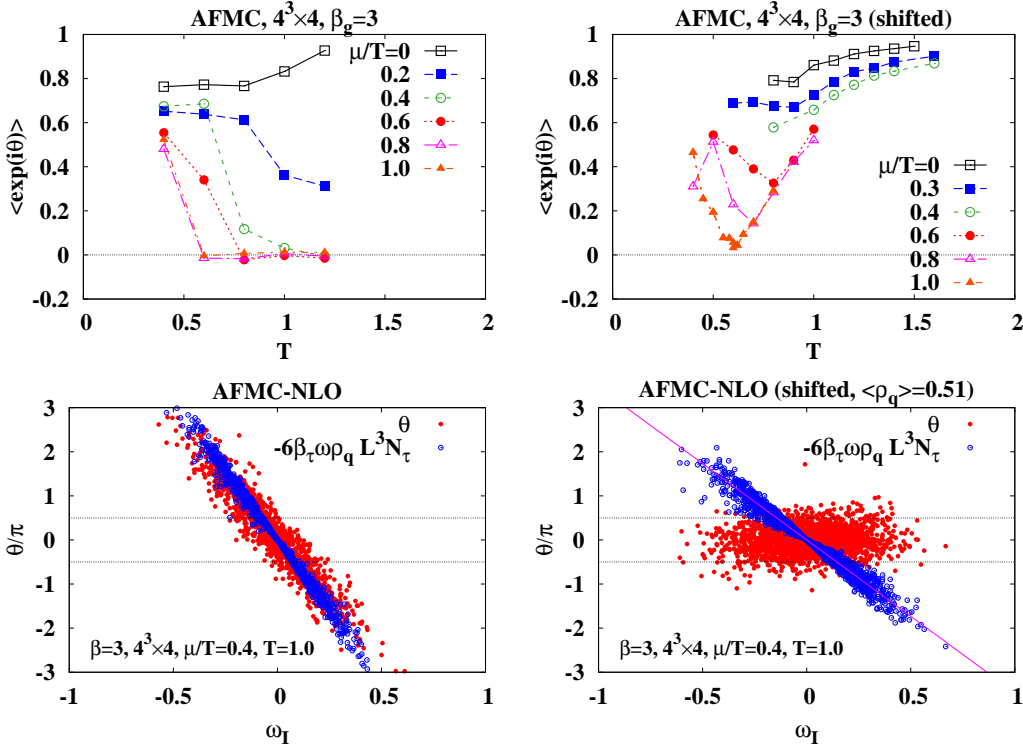 AFMC, 4³×4, β_g=3
<exp(iθ)>
1
0.8
0.6
0.4
0.2
0
-0.2
μ/T=0
0.2
0.4
0.6
0.8
1.0
0 0.5 1 1.5 2
T
AFMC, 4³×4, β_g=3 (shifted)
<exp(iθ)>
1
0.8
0.6
0.4
0.2
0
-0.2
μ/T=0
0.3
0.4
0.6
0.8
1.0
0 0.5 1 1.5 2
T
AFMC-NLO
θ/π
3
2
1
0
-1
-2
-3
θ
-6β_τωρ_q L³N_τ
β=3, 4³×4, μ/T=0.4, T=1.0
-1 -0.5 0 0.5 1
ω_I
AFMC-NLO (shifted, <ρ_q>=0.51)
θ/π
3
2
1
0
-1
-2
-3
θ
-6β_τωρ_q L³N_τ
β=3, 4³×4, μ/T=0.4, T=1.0
-1 -0.5 0 0.5 1
ω_I